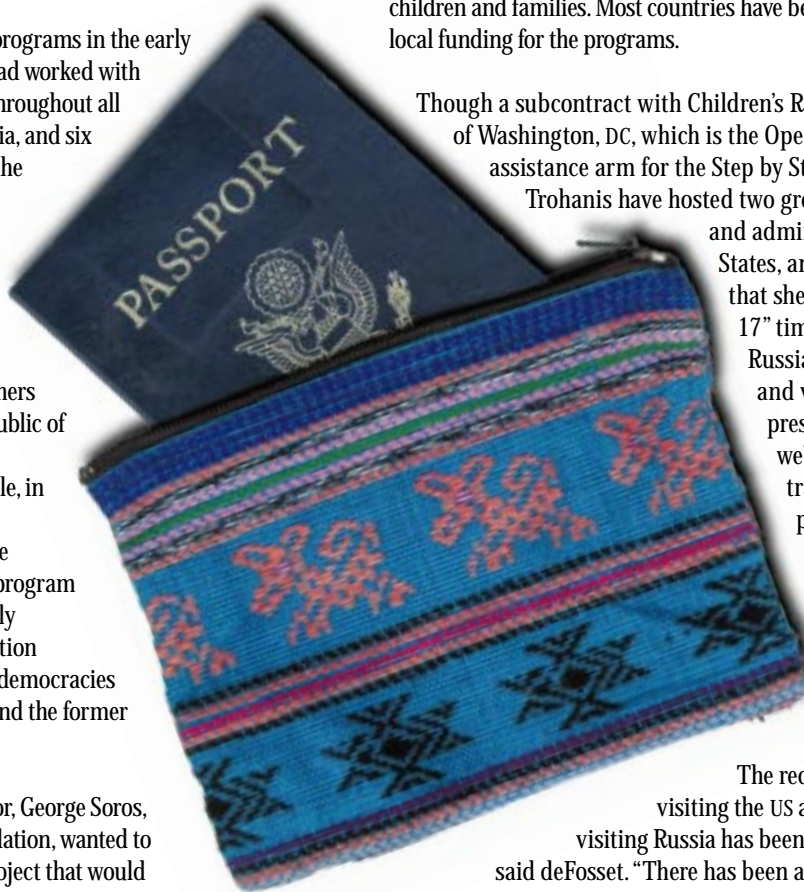 programs in the early
ad worked with
hroughout all
ia, and six
he
hers
ublic of
le, in
e
program
ly
tion
democracies
nd the former
or, George Soros,
lation, wanted to
oject that would
PASSPORT
children and families. Most countries have be
local funding for the programs.
Though a subcontract with Children's R
of Washington, DC, which is the Ope
assistance arm for the Step by St
Trohanis have hosted two gro
and admi
States, an
that she
17" tim
Russia
and v
pres
we
tr
p
The rec
visiting the US a
visiting Russia has been
said deFosset. "There has been a